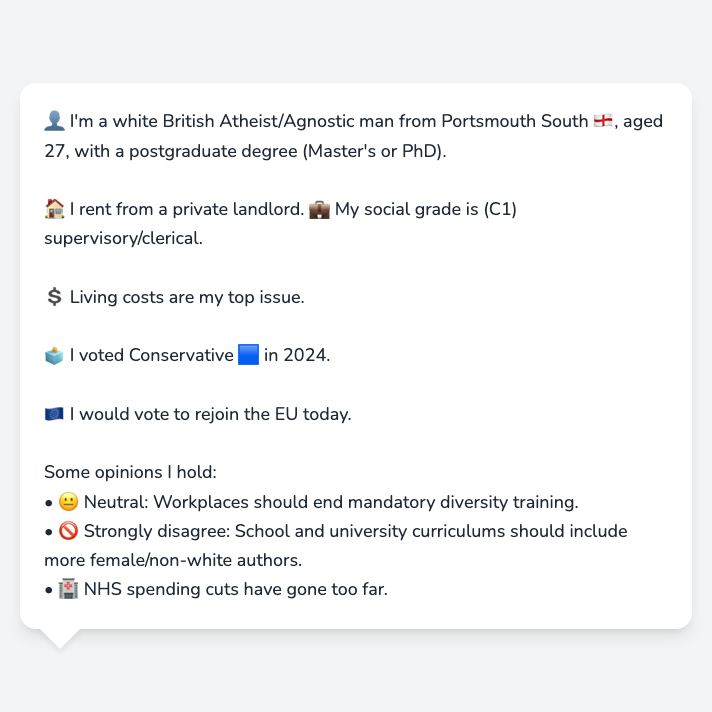 👤 I'm a white British Atheist/Agnostic man from Portsmouth South 🏴󠁧󠁢󠁥󠁮󠁧󠁿, aged
27, with a postgraduate degree (Master's or PhD).
🏠 I rent from a private landlord. 💼 My social grade is (C1)
supervisory/clerical.
💲 Living costs are my top issue.
🗳️ I voted Conservative 🟦 in 2024.
🇪🇺 I would vote to rejoin the EU today.
Some opinions I hold:
• 😐 Neutral: Workplaces should end mandatory diversity training.
• 🚫 Strongly disagree: School and university curriculums should include
more female/non-white authors.
• 🏥 NHS spending cuts have gone too far.